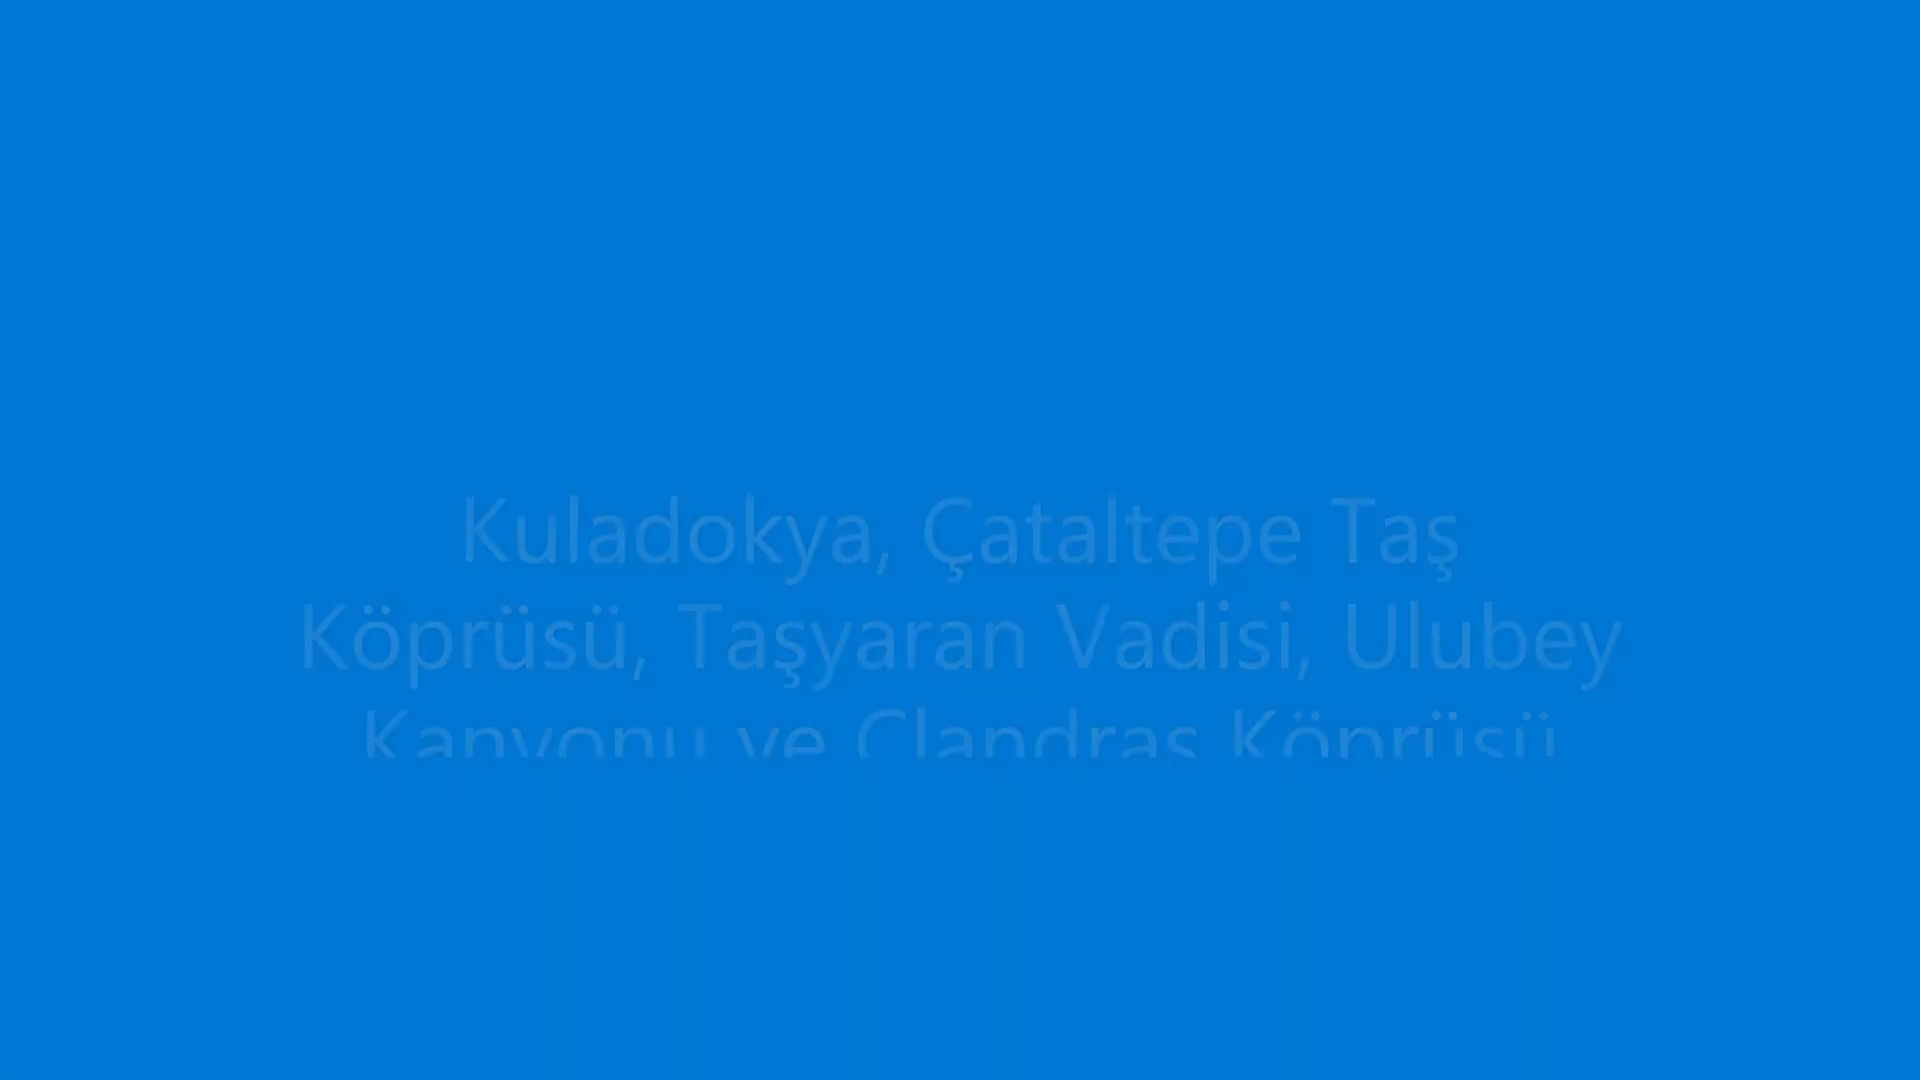 Kuladokya, Çataltepe Taş
Köprüsü, Taşyaran Vadisi, Ulubey
Kanyonu ve Clandras Köprüsü